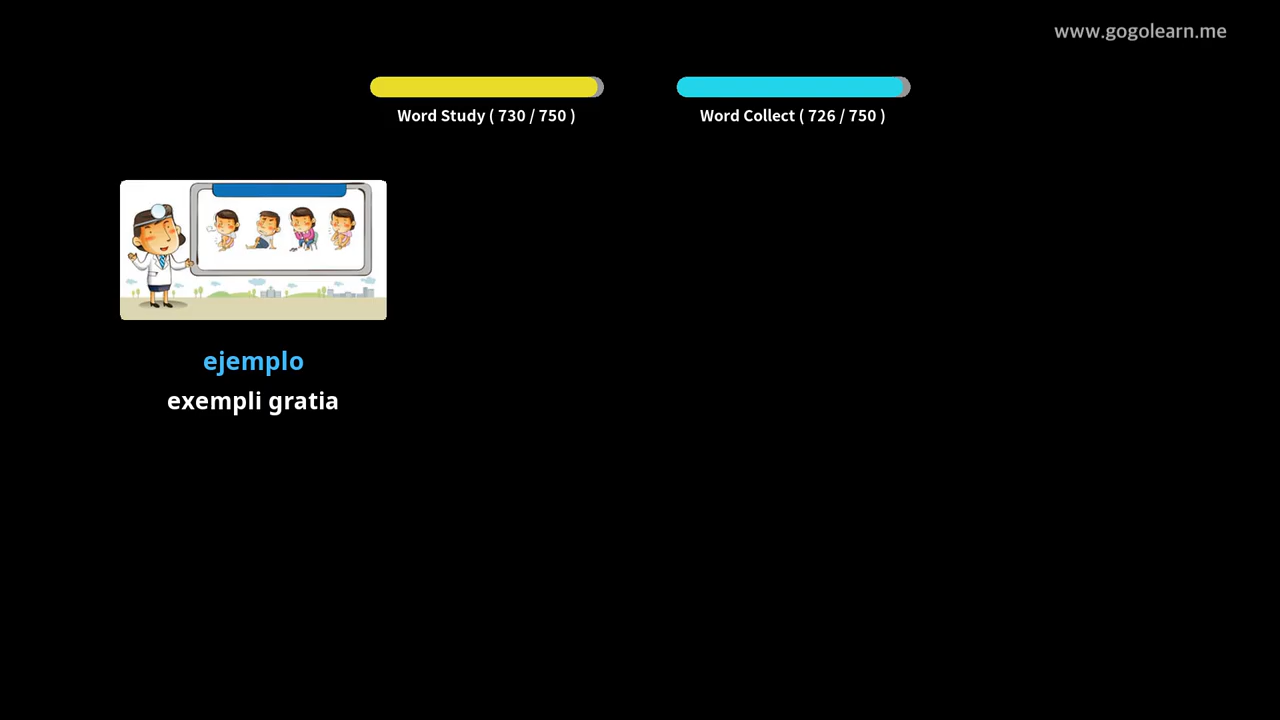 www.gogolearn.me
Word Study ( 730 / 750 )
Word Collect ( 726 / 750 )
ejemplo
exempli gratia